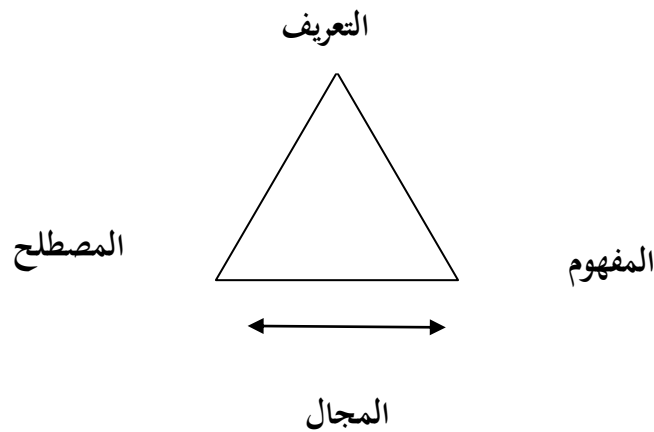 التعريف
المفهوم
المصطلح
المجال